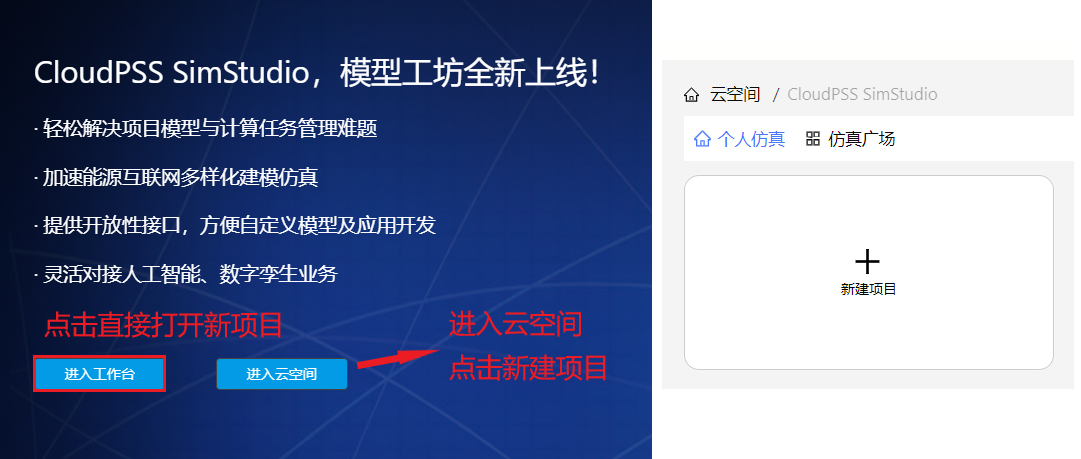 CloudPSS SimStudio，模型工坊全新上线！
· 轻松解决项目模型与计算任务管理难题
· 加速能源互联网多样化建模仿真
· 提供开放性接口，方便自定义模型及应用开发
· 灵活对接人工智能、数字孪生业务
点击直接打开新项目
进入工作台
进入云空间
进入云空间
点击新建项目
云空间 / CloudPSS SimStudio
个人仿真 仿真广场
新建项目